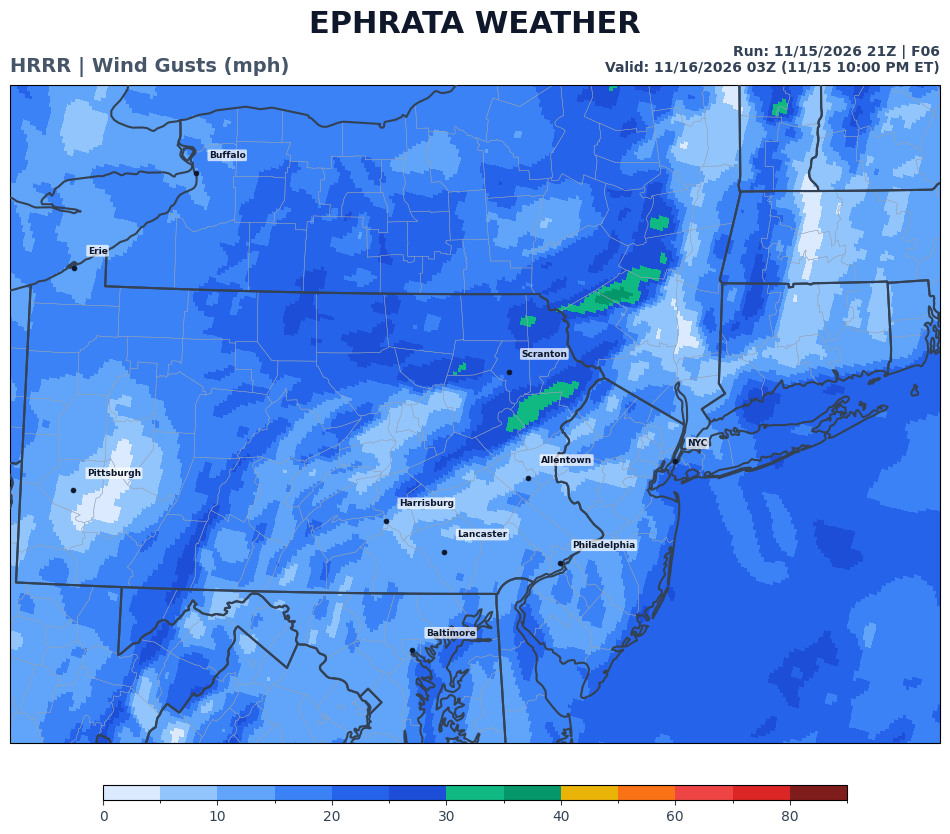 EPHRATA WEATHER
HRRR | Wind Gusts (mph)
Run: 11/15/2026 21Z | F06
Valid: 11/16/2026 03Z (11/15 10:00 PM ET)
Buffalo
Erie
Scranton
NYC
Allentown
Pittsburgh
Harrisburg
Lancaster
Philadelphia
Baltimore
0 10 20 30 40 60 80